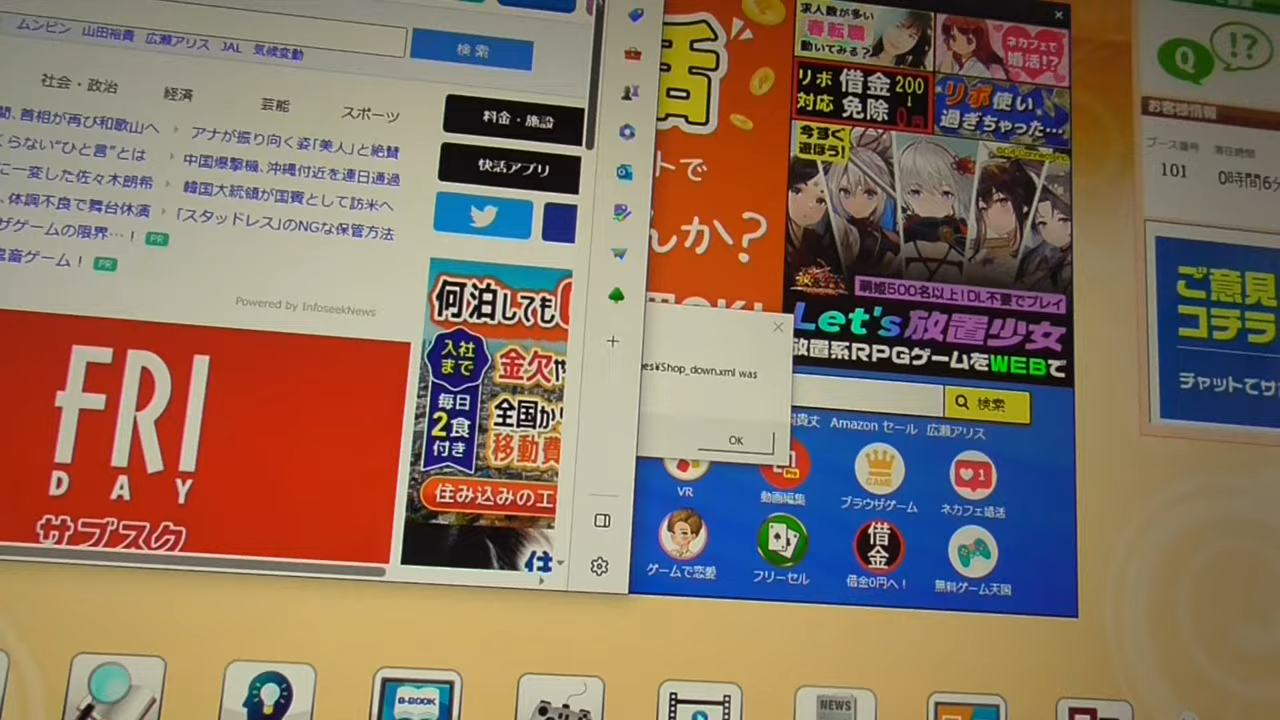 ムンビン 山田裕貴 広瀬アリス JAL 気候変動
検索
社会・政治 経済 芸能 スポーツ
首相が再び和歌山へ
くらない“ひと言”とは
に一変した佐々木朗希
体調不良で舞台休演
ザゲームの限界…！ PR
鬼畜ゲーム！ PR
アナが振り向く姿「美人」と絶賛
中国爆撃機、沖縄付近を連日通過
韓国大統領が国賓として訪米へ
「スタッドレス」のNGな保管方法
Powered by InfoseekNews
料金・施設
快活アプリ
FRI
DAY
サブスク
何泊しても
入社
まで
毎日
2食
付き
金欠
全国か
移動費
住み込みの工
住
活
トで
んか?
es¥Shop_down.xml was
OK
求人数が多い
春転職
動いてみる?
ネカフェで
婚活!?
リボ
対応
借金
免除
200
↓
0円
リボ使い
過ぎちゃった…
今すぐ
遊ぼう!
萌姫500名以上!DL不要でプレイ
Let's放置少女
放置系RPGゲームをWEBで
検索
貴丈 Amazon セール 広瀬アリス
VR
動画編集
GAME
ブラウザゲーム
1
ネカフェ婚活
ゲームで恋愛
フリーセル
借
金
借金0円へ！
無料ゲーム天国
Q
!?
お客様情報
ブース番号 滞在時間
101 0時間6分
ご意見
コチラ
チャットでサ
E-BOOK
NEWS